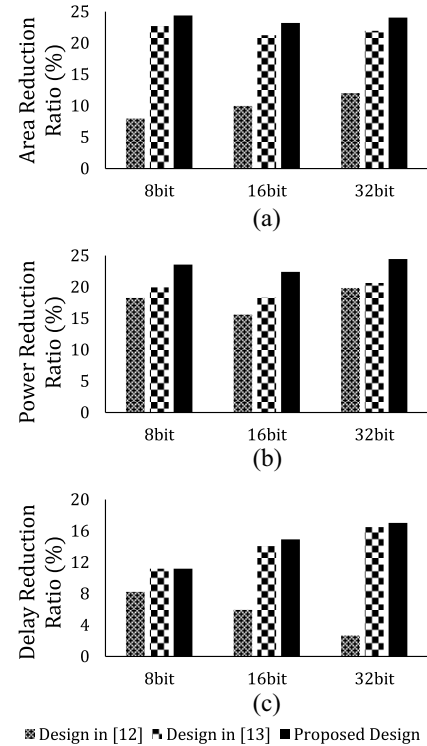 Area Reduction
Ratio (%)
25
20
15
10
5
0
8bit 16bit 32bit
(a)
Power Reduction
Ratio (%)
25
20
15
10
5
0
8bit 16bit 32bit
(b)
Delay Reduction
Ratio (%)
20
16
12
8
4
0
8bit 16bit 32bit
(c)
Design in [12] Design in [13] Proposed Design